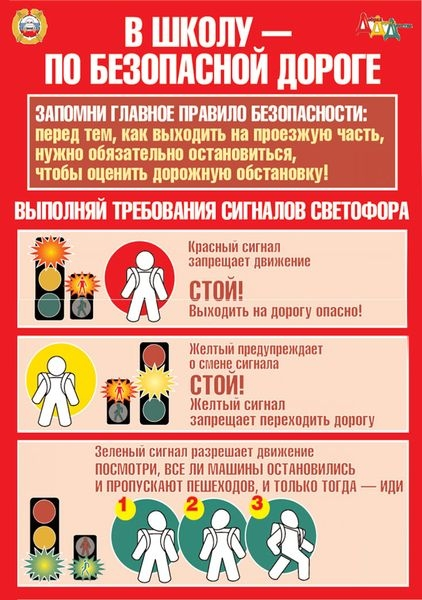 В ШКОЛУ —
ПО БЕЗОПАСНОЙ ДОРОГЕ
ЗАПОМНИ ГЛАВНОЕ ПРАВИЛО БЕЗОПАСНОСТИ:
перед тем, как выходить на проезжую часть,
нужно обязательно остановиться,
чтобы оценить дорожную обстановку!
ВЫПОЛНЯЙ ТРЕБОВАНИЯ СИГНАЛОВ СВЕТОФОРА
Красный сигнал
запрещает движение
СТОЙ!
Выходить на дорогу опасно!
Желтый предупреждает
о смене сигнала
СТОЙ!
Желтый сигнал
запрещает переходить дорогу
Зеленый сигнал разрешает движение
ПОСМОТРИ, ВСЕ ЛИ МАШИНЫ ОСТАНОВИЛИСЬ
И ПРОПУСКАЮТ ПЕШЕХОДОВ, И ТОЛЬКО ТОГДА — ИДИ
1 2 3